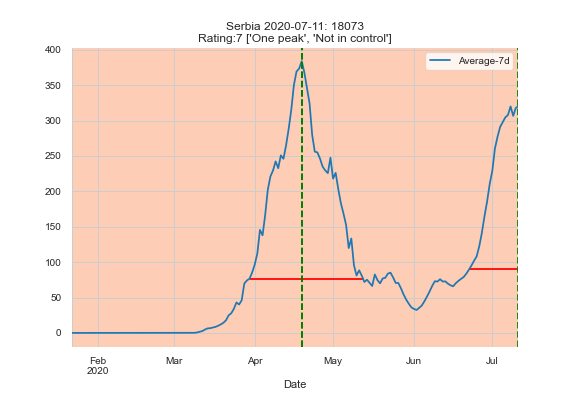 Serbia 2020-07-11: 18073
Rating:7 ['One peak', 'Not in control']
Average-7d
400
350
300
250
200
150
100
50
0
Feb
2020
Mar
Apr
May
Jun
Jul
Date